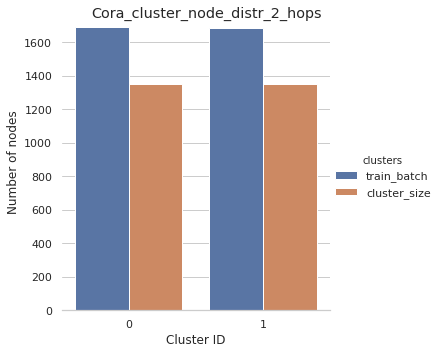 Cora_cluster_node_distr_2_hops
Number of nodes
1600
1400
1200
1000
800
600
400
200
0
0 1
Cluster ID
clusters
train_batch
cluster_size